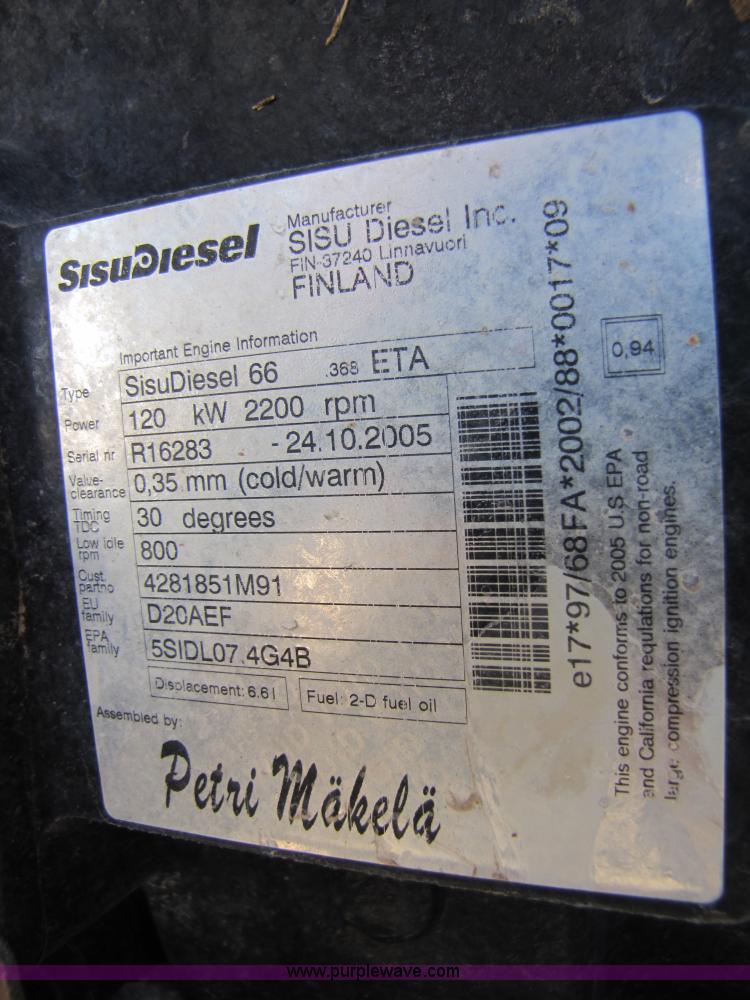 SisuDiesel
Manufacturer
SISU Diesel Inc.
FIN-37240 Linnavuori
FINLAND
Important Engine Information
Type SisuDiesel 66 .368 ETA
Power 120 kW 2200 rpm
Serial nr R16283 - 24.10.2005
Value-clearance 0,35 mm (cold/warm)
Timing TDC 30 degrees
Low idle rpm 800
Cust. partno 4281851M91
EU family D20AEF
EPA family 5SIDL07.4G4B
Displacement: 6.6 l Fuel: 2-D fuel oil
Assembled by:
Petri Mäkelä
e17*97/68FA*2002/88*0017*09
0,94
This engine conforms to 2005 U.S EPA
and California regulations for non-road
large compression ignition engines.
www.purplewave.com